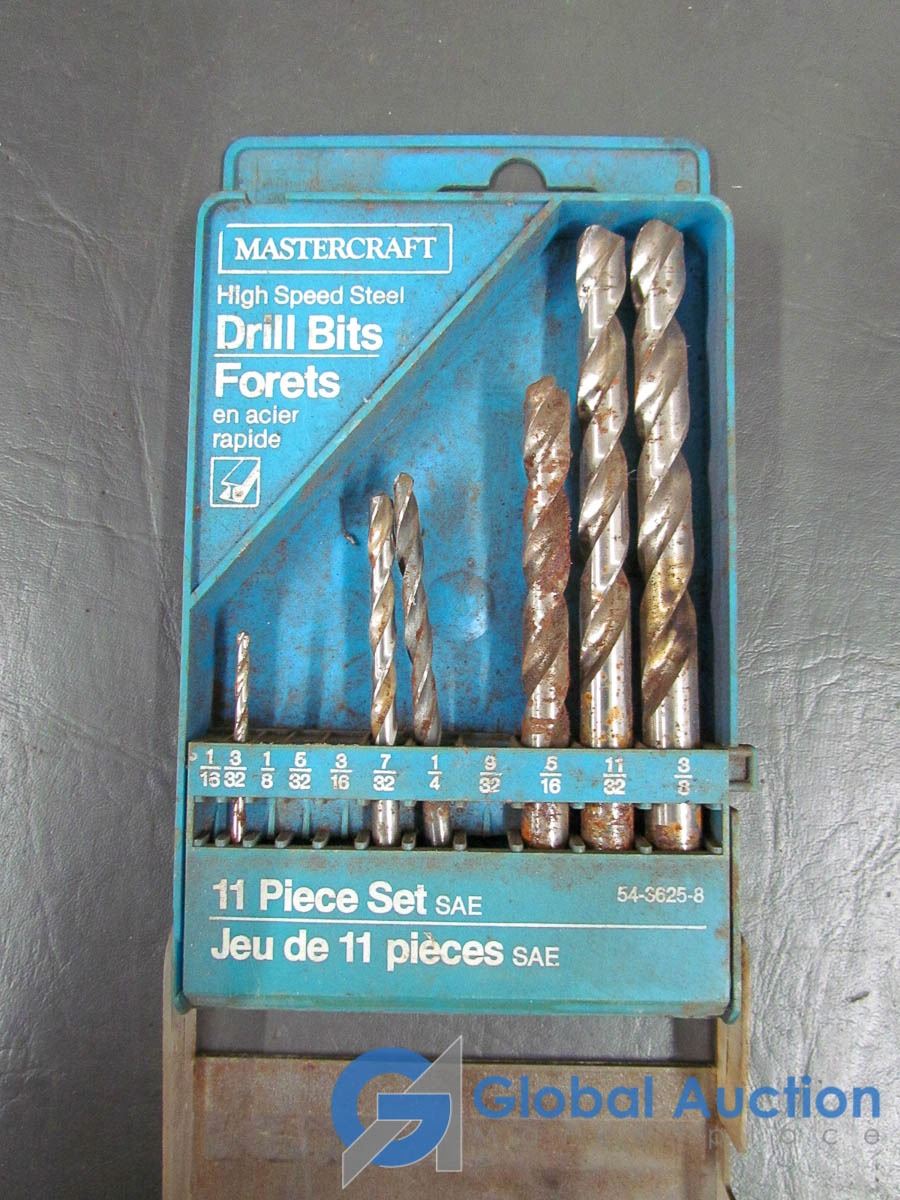 MASTERCRAFT
High Speed Steel
Drill Bits
Forets
en acier
rapide
1/16 3/32 1/8 5/32 3/16 7/32 1/4 9/32 5/16 11/32 3/8
11 Piece Set SAE
54-3625-8
Jeu de 11 pièces SAE
GA Global Auction
Marketplace